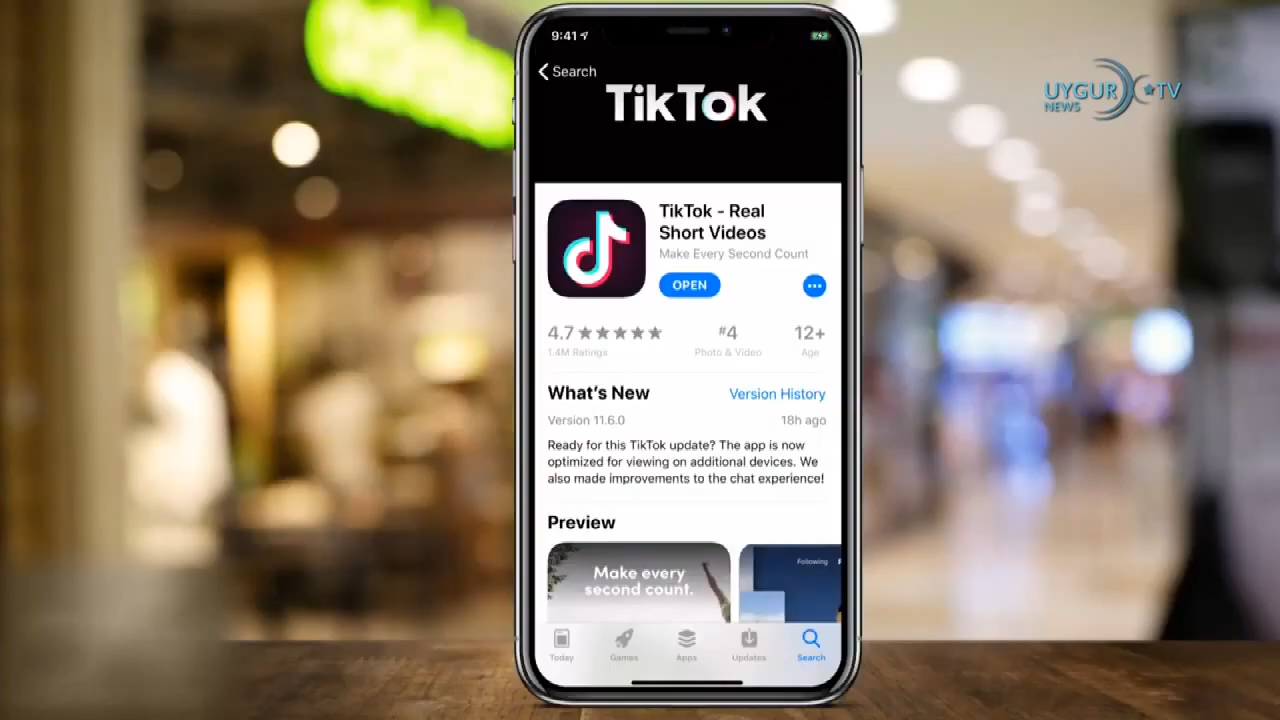 9:41
Search
TikTok
UYGUR TV
NEWS
TikTok - Real
Short Videos
Make Every Second Count
OPEN
4.7
#4
12+
1.4M Ratings
Photo & Video
Age
What's New
Version History
Version 11.6.0
18h ago
Ready for this TikTok update? The app is now
optimized for viewing on additional devices. We
also made improvements to the chat experience!
Preview
Make every
second count.
Following
Today
Games
Apps
Updates
Search